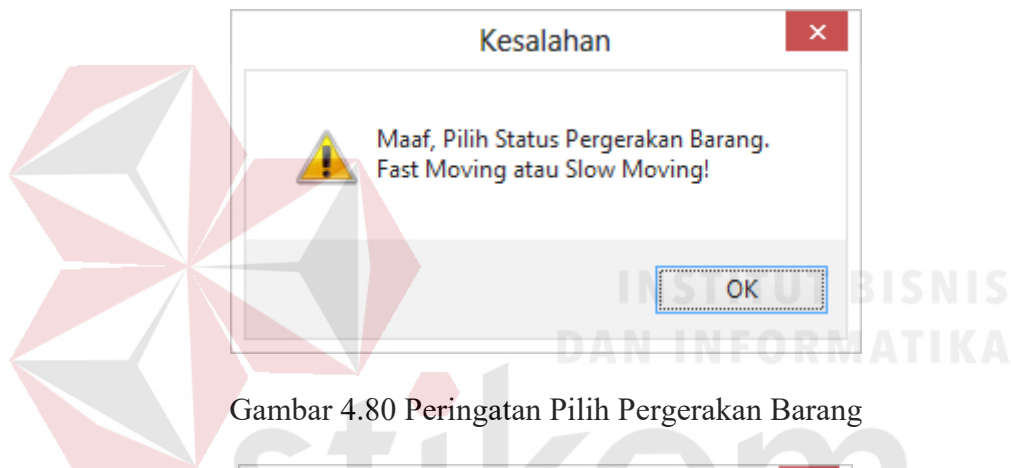 Kesalahan
Maaf, Pilih Status Pergerakan Barang.
Fast Moving atau Slow Moving!
OK
INSTITUT BISNIS
DAN INFORMATIKA
Gambar 4.80 Peringatan Pilih Pergerakan Barang
stikom